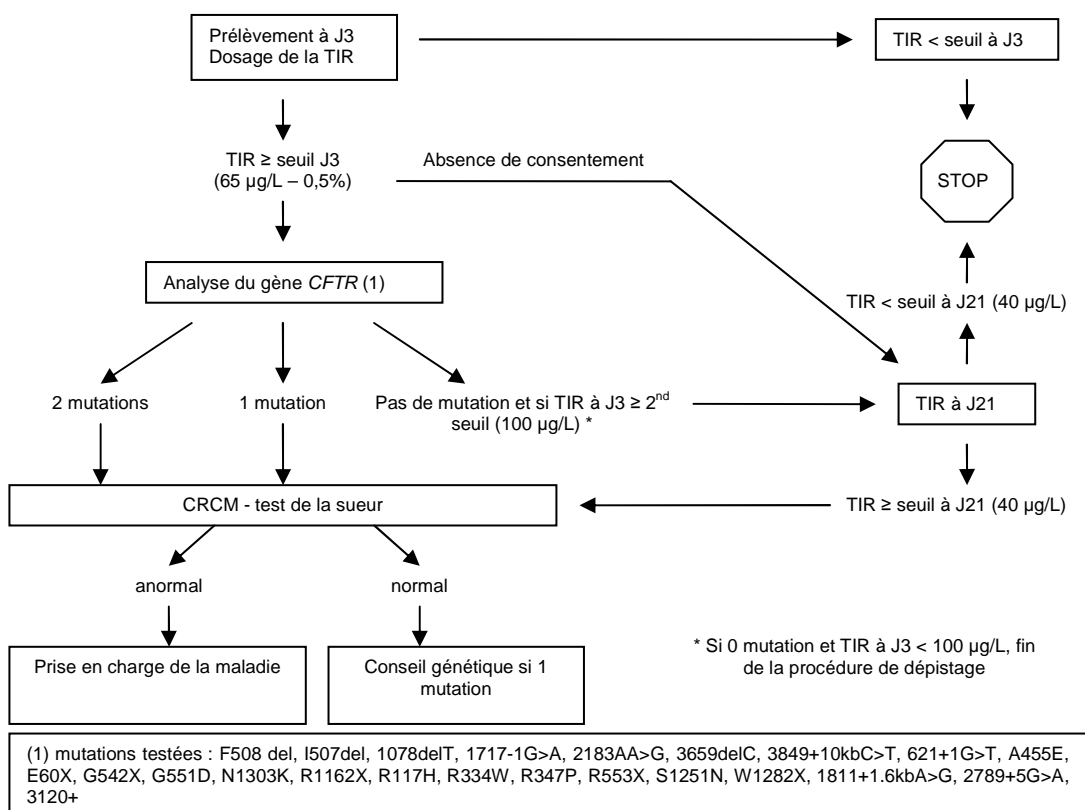 Prélèvement à J3
Dosage de la TIR
TIR < seuil à J3
TIR ≥ seuil J3
(65 µg/L – 0,5%)
Absence de consentement
STOP
Analyse du gène CFTR (1)
TIR < seuil à J21 (40 µg/L)
2 mutations
1 mutation
Pas de mutation et si TIR à J3 ≥ 2nd
seuil (100 µg/L) *
TIR à J21
CRCM - test de la sueur
TIR ≥ seuil à J21 (40 µg/L)
anormal
normal
Prise en charge de la maladie
Conseil génétique si 1
mutation
* Si 0 mutation et TIR à J3 < 100 µg/L, fin
de la procédure de dépistage
(1) mutations testées : F508 del, I507del, 1078delT, 1717-1G>A, 2183AA>G, 3659delC, 3849+10kbC>T, 621+1G>T, A455E,
E60X, G542X, G551D, N1303K, R1162X, R117H, R334W, R347P, R553X, S1251N, W1282X, 1811+1.6kbA>G, 2789+5G>A,
3120+